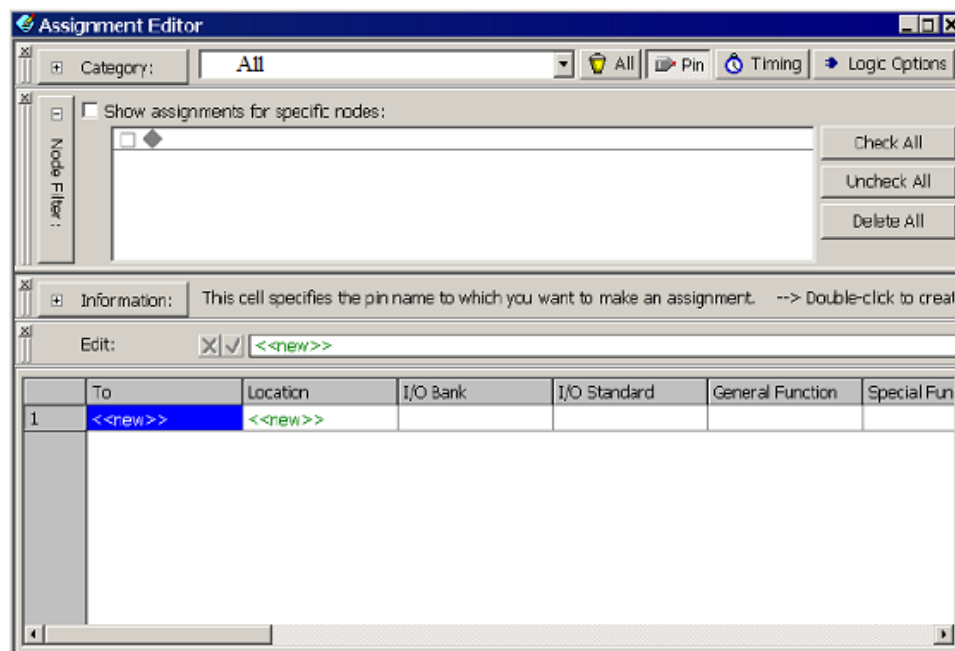 Assignment Editor
Category: All All Pin Timing Logic Options
Show assignments for specific nodes:
Node Filter:
Check All
Uncheck All
Delete All
Information: This cell specifies the pin name to which you want to make an assignment. --> Double-click to creat
Edit: <<new>>
To Location I/O Bank I/O Standard General Function Special Fun
1 <<new>> <<new>>